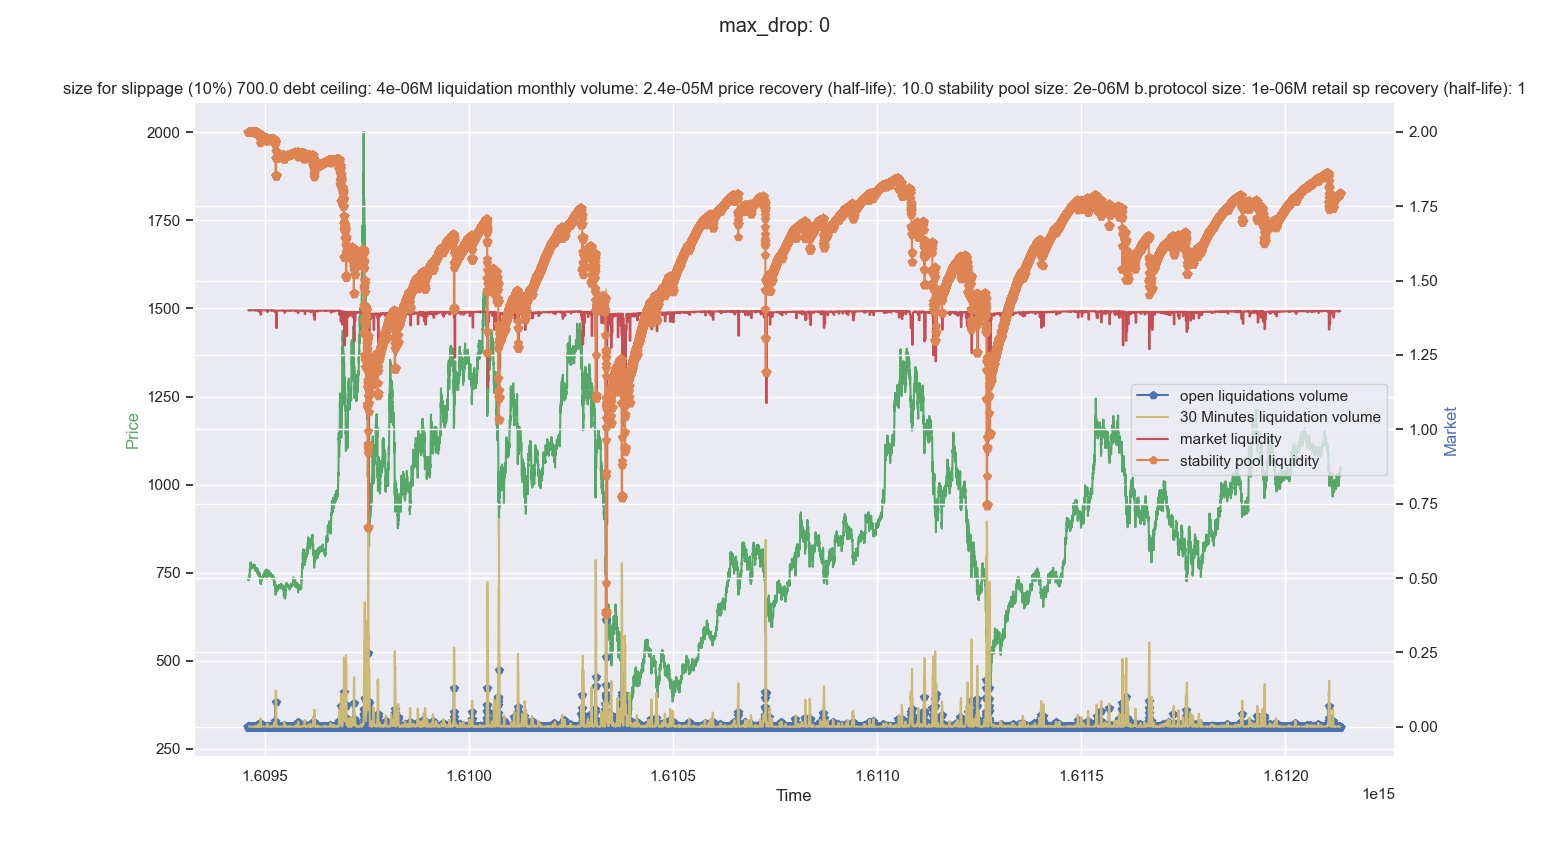 max_drop: 0
size for slippage (10%) 700.0 debt ceiling: 4e-06M liquidation monthly volume: 2.4e-05M price recovery (half-life): 10.0 stability pool size: 2e-06M b.protocol size: 1e-06M retail sp recovery (half-life): 1
2000
1750
1500
1250
1000
750
500
250
Price
2.00
1.75
1.50
1.25
1.00
0.75
0.50
0.25
0.00
Market
open liquidations volume
30 Minutes liquidation volume
market liquidity
stability pool liquidity
1.6095 1.6100 1.6105 1.6110 1.6115 1.6120
1e15
Time